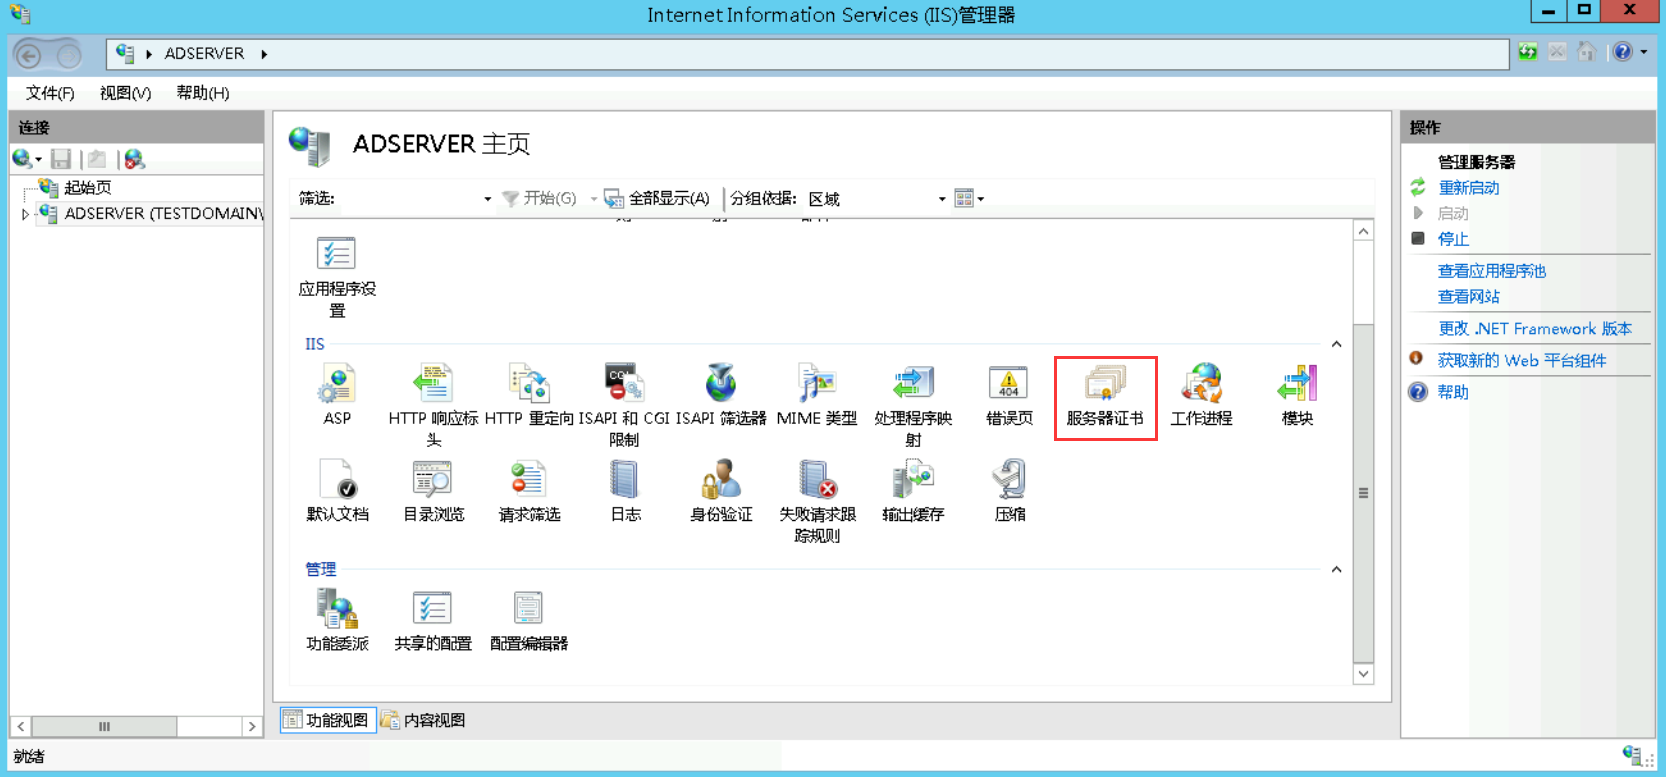 Internet Information Services (IIS)管理器
ADSERVER
文件(F) 视图(V) 帮助(H)
连接
起始页
ADSERVER (TESTDOMAIN\
ADSERVER 主页
筛选: 开始(G) 全部显示(A) 分组依据: 区域
应用程序设
置
IIS
ASP
HTTP 响应标
头
HTTP 重定向
ISAPI 和 CGI
限制
ISAPI 筛选器
MIME 类型
处理程序映
射
错误页
404
服务器证书
工作进程
模块
默认文档
目录浏览
请求筛选
日志
身份验证
失败请求跟
踪规则
输出缓存
压缩
管理
功能委派
共享的配置
配置编辑器
功能视图 内容视图
操作
管理服务器
重新启动
启动
停止
查看应用程序池
查看网站
更改 .NET Framework 版本
获取新的 Web 平台组件
帮助
就绪